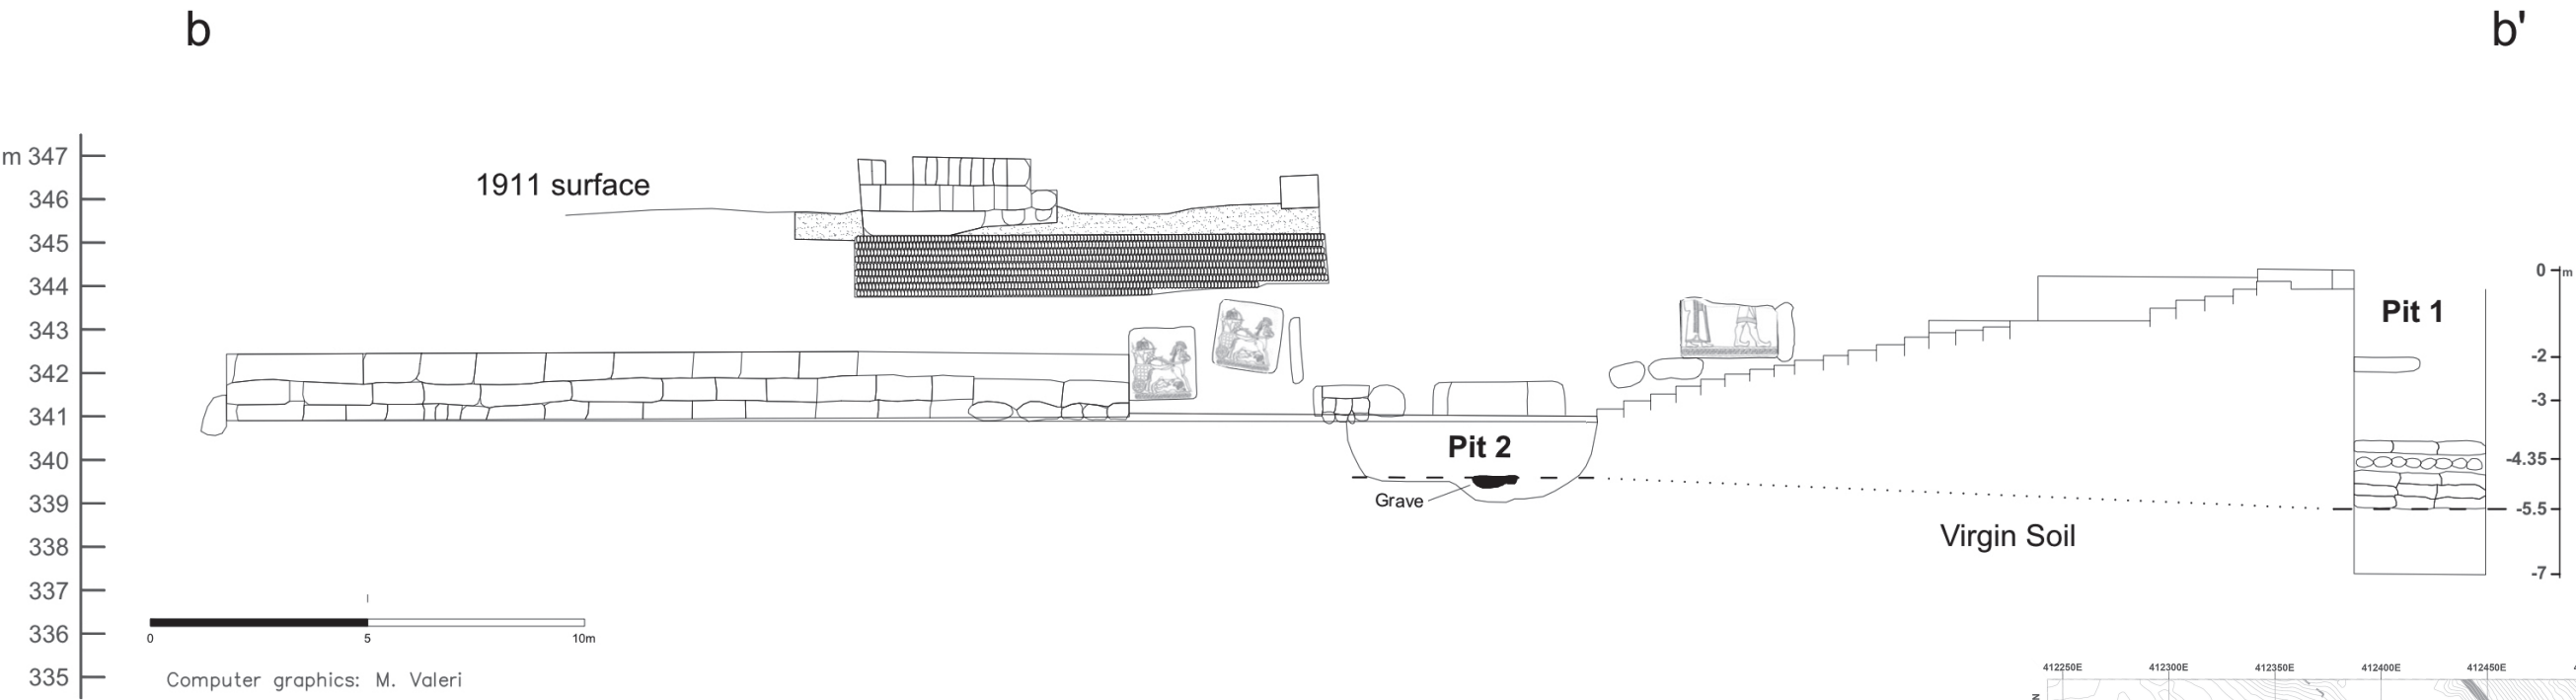 b
b'
m 347
1911 surface
346
345
344
0 m
343
Pit 1
342
-2
341
-3
340
Pit 2
-4.35
339
Grave
-5.5
338
Virgin Soil
337
-7
336
0 5 10m
335
Computer graphics: M. Valeri
412250E 412300E 412350E 412400E 412450E
N